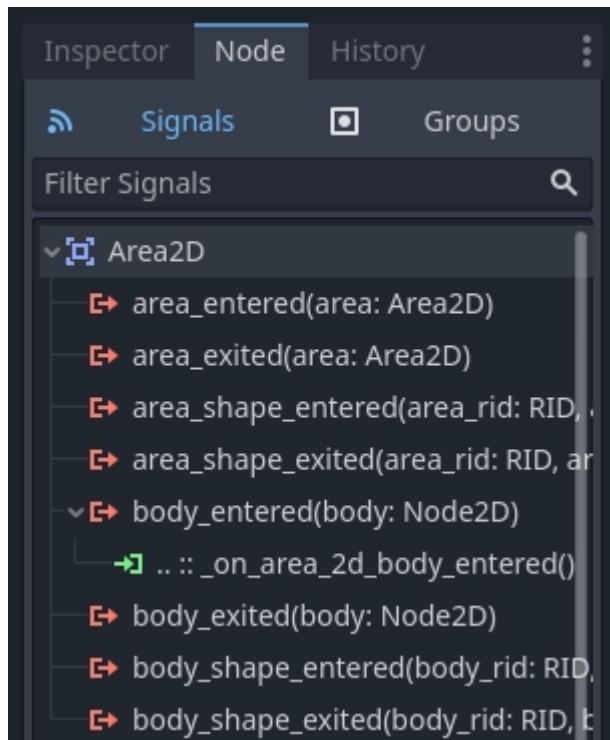 Inspector Node History
Signals Groups
Filter Signals
Area2D
area_entered(area: Area2D)
area_exited(area: Area2D)
area_shape_entered(area_rid: RID,
area_shape_exited(area_rid: RID, ar
body_entered(body: Node2D)
.. :: _on_area_2d_body_entered()
body_exited(body: Node2D)
body_shape_entered(body_rid: RID,
body_shape_exited(body_rid: RID, b